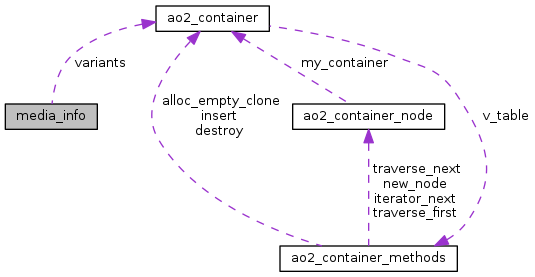 ao2_container
variants
my_container
alloc_empty_clone
insert
destroy
media_info
ao2_container_node
v_table
traverse_next
new_node
iterator_next
traverse_first
ao2_container_methods